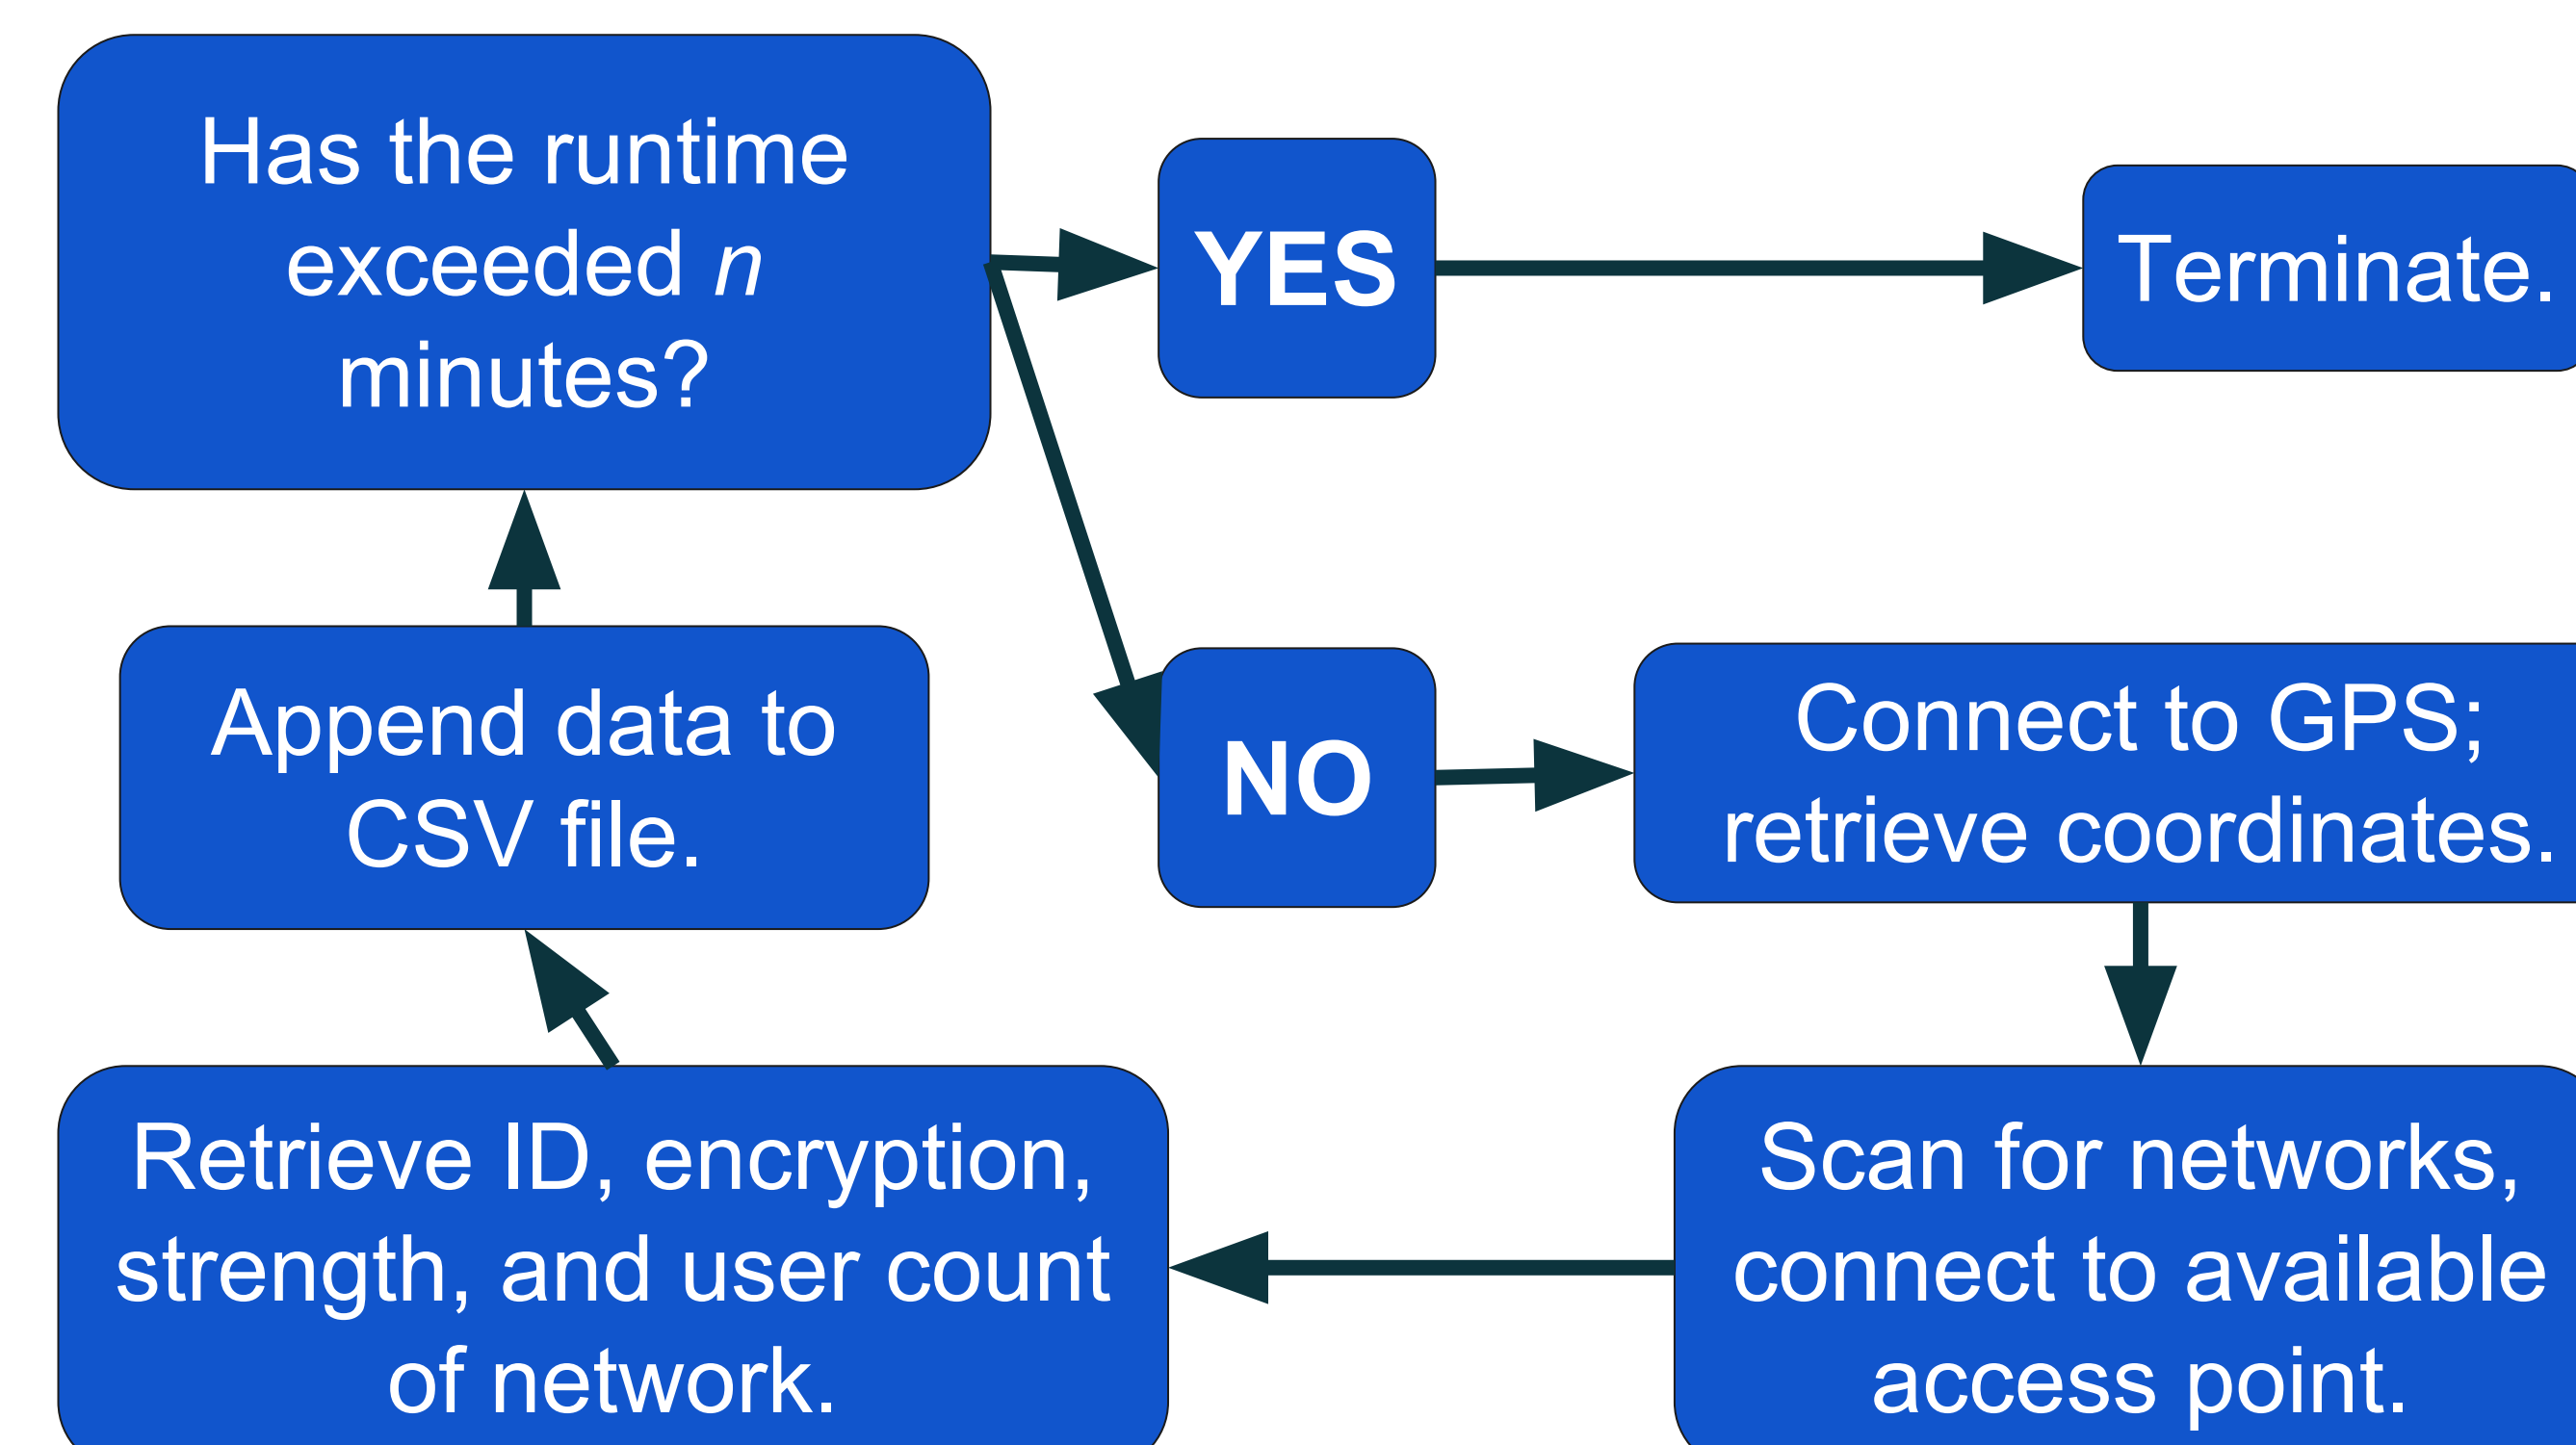 Has the runtime
exceeded n
minutes?
YES
Terminate.
Append data to
CSV file.
NO
Connect to GPS;
retrieve coordinates.
Retrieve ID, encryption,
strength, and user count
of network.
Scan for networks,
connect to available
access point.